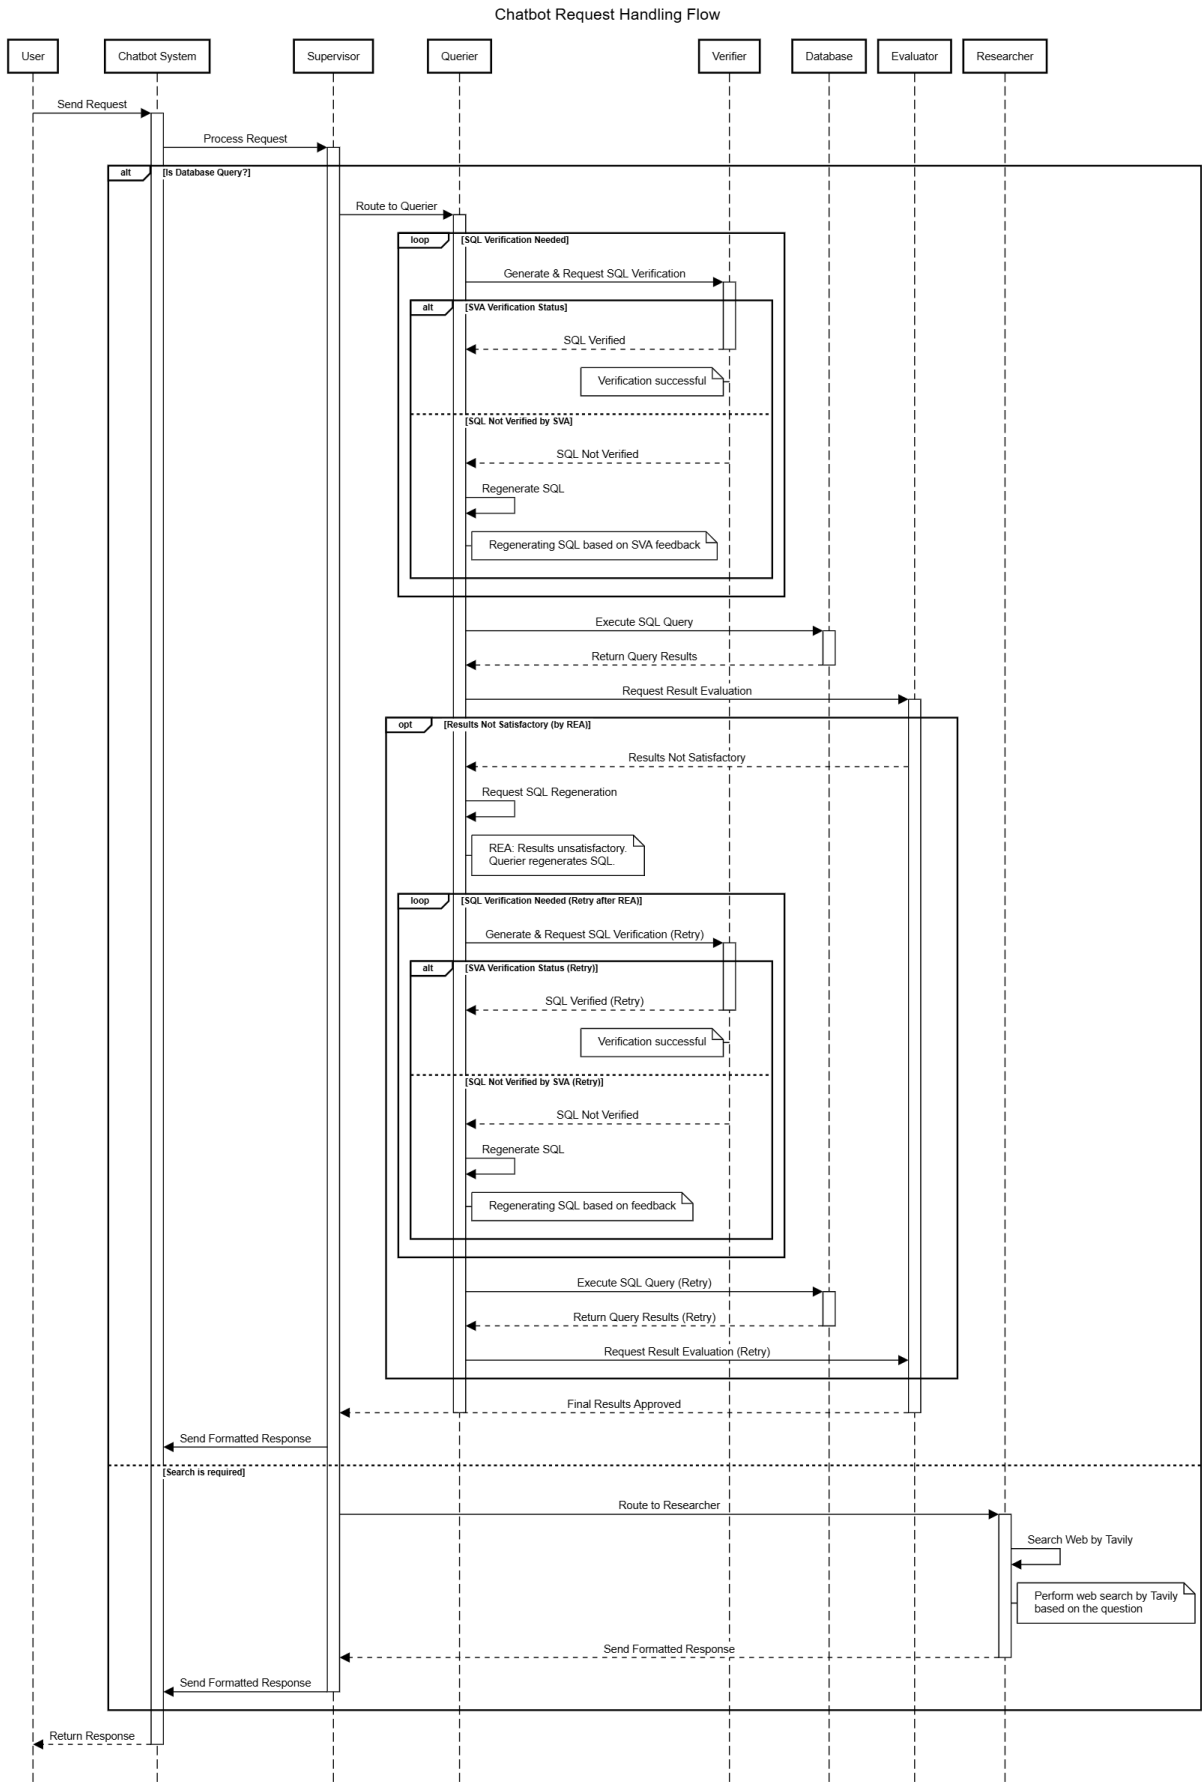 Chatbot Request Handling Flow
User
Chatbot System
Supervisor
Querier
Verifier
Database
Evaluator
Researcher
Send Request
Process Request
alt
[Is Database Query?]
Route to Querier
loop
[SQL Verification Needed]
Generate & Request SQL Verification
alt
[SVA Verification Status]
SQL Verified
Verification successful
[SQL Not Verified by SVA]
SQL Not Verified
Regenerate SQL
Regenerating SQL based on SVA feedback
Execute SQL Query
Return Query Results
Request Result Evaluation
opt
[Results Not Satisfactory (by REA)]
Results Not Satisfactory
Request SQL Regeneration
REA: Results unsatisfactory.
Querier regenerates SQL.
loop
[SQL Verification Needed (Retry after REA)]
Generate & Request SQL Verification (Retry)
alt
[SVA Verification Status (Retry)]
SQL Verified (Retry)
Verification successful
[SQL Not Verified by SVA (Retry)]
SQL Not Verified
Regenerate SQL
Regenerating SQL based on feedback
Execute SQL Query (Retry)
Return Query Results (Retry)
Request Result Evaluation (Retry)
Final Results Approved
Send Formatted Response
[Search is required]
Route to Researcher
Search Web by Tavily
Perform web search by Tavily
based on the question
Send Formatted Response
Send Formatted Response
Return Response